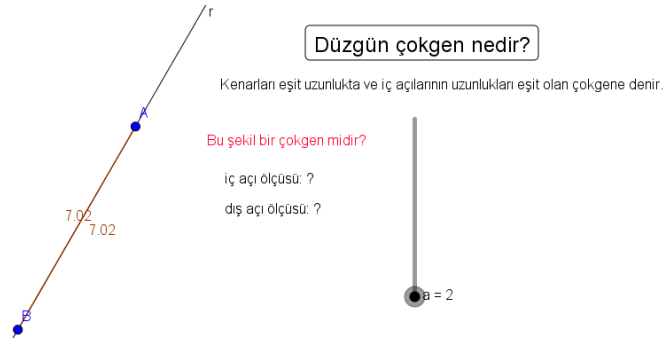 r
Düzgün çokgen nedir?
Kenarları eşit uzunlukta ve iç açılarının uzunlukları eşit olan çokgene denir.
A
Bu şekil bir çokgen midir?
iç açı ölçüsü: ?
dış açı ölçüsü: ?
7.02
7.02
a = 2
B